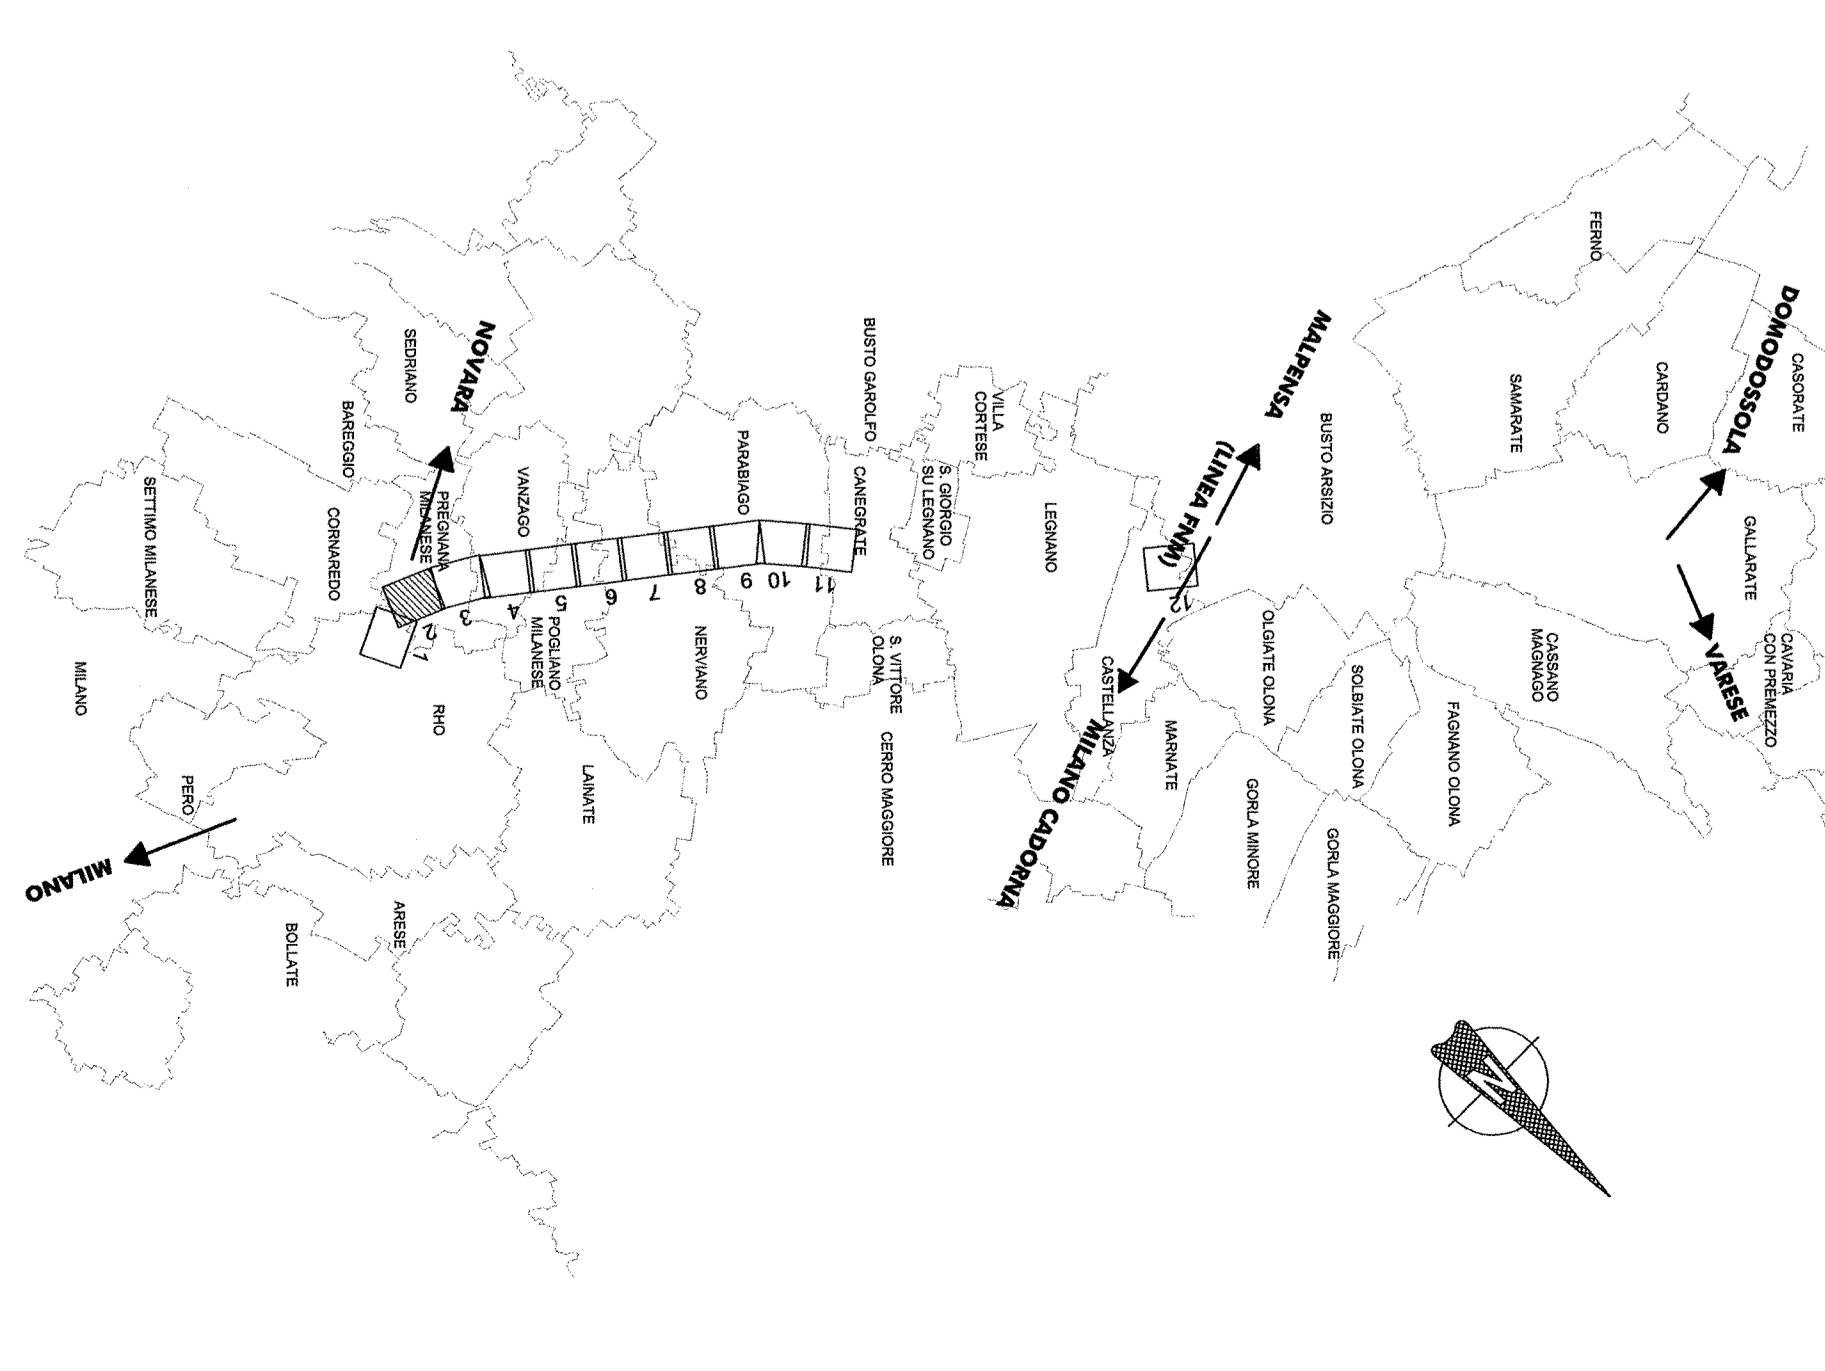 FERNO
DOMODOSSOLA
CASORATE
CARDANO
SAMARATE
MALPENSA
(LINEA FNM)
BUSTO ARSIZIO
GALLARATE
VARESE
CAVARIA
CON PREMEZZO
CASSANO
MAGNAGO
FAGNANO OLONA
SOLBIATE OLONA
OLGIATE OLONA
GORLA MAGGIORE
GORLA MINORE
MARNATE
CASTELLANZA
MILANO CADORNA
LEGNANO
VILLA
CORTESE
S. GIORGIO
SU LEGNANO
BUSTO GAROLFO
CANEGRATE
S. VITTORE
OLONA
CERRO MAGGIORE
PARABIAGO
NERVIANO
NOVARA
SEDRIANO
BAREGGIO
VANZAGO
PREGNANA
MILANESE
POGLIANO
MILANESE
CORNAREDO
SETTIMO MILANESE
LAINATE
RHO
MILANO
PERO
MILANO
ARESE
BOLLATE
1
2
3
4
5
6
7
8
9
10
11
12
N